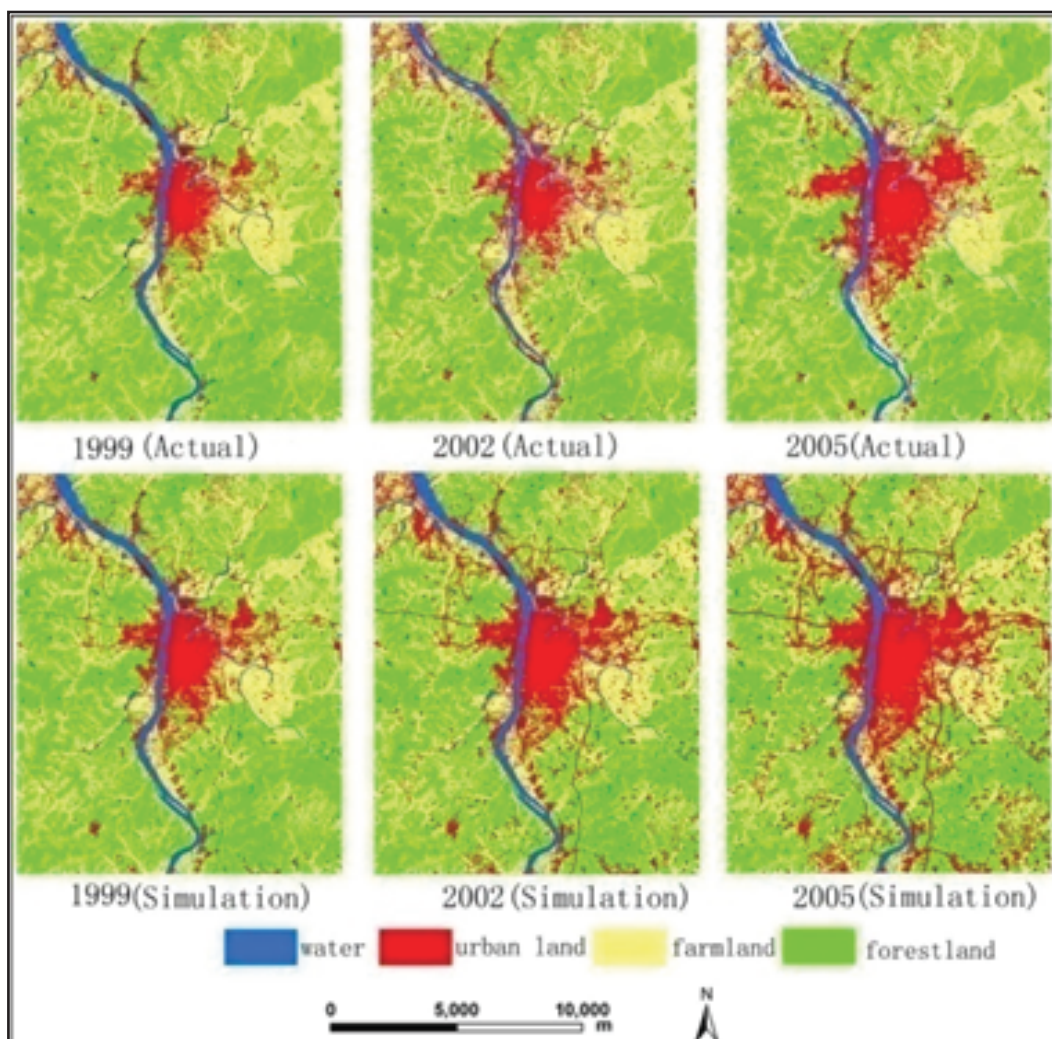 1999 (Actual) 2002 (Actual) 2005(Actual)
1999(Simulation) 2002(Simulation) 2005(Simulation)
water urban land farmland forestland
0 5,000 10,000
m
N